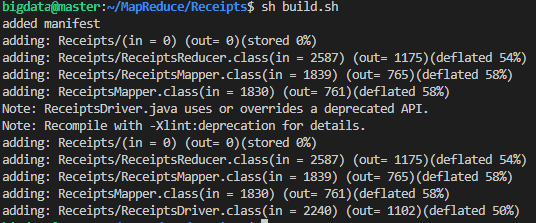 bigdata@master:~/MapReduce/Receipts$ sh build.sh
added manifest
adding: Receipts/(in = 0) (out= 0)(stored 0%)
adding: Receipts/ReceiptsReducer.class(in = 2587) (out= 1175)(deflated 54%)
adding: Receipts/ReceiptsMapper.class(in = 1839) (out= 765)(deflated 58%)
adding: ReceiptsMapper.class(in = 1830) (out= 761)(deflated 58%)
Note: ReceiptsDriver.java uses or overrides a deprecated API.
Note: Recompile with -Xlint:deprecation for details.
adding: Receipts/(in = 0) (out= 0)(stored 0%)
adding: Receipts/ReceiptsReducer.class(in = 2587) (out= 1175)(deflated 54%)
adding: Receipts/ReceiptsMapper.class(in = 1839) (out= 765)(deflated 58%)
adding: ReceiptsMapper.class(in = 1830) (out= 761)(deflated 58%)
adding: Receipts/ReceiptsDriver.class(in = 2240) (out= 1102)(deflated 50%)